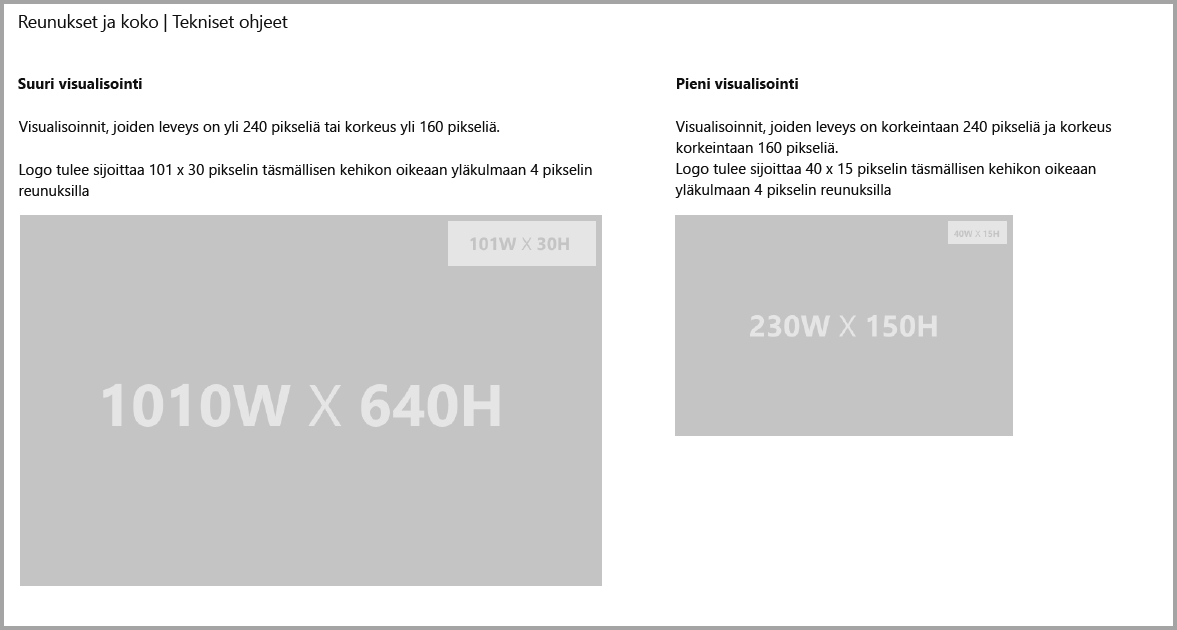 Reunukset ja koko | Tekniset ohjeet
Suuri visualisointi
Visualisoinnit, joiden leveys on yli 240 pikseliä tai korkeus yli 160 pikseliä.
Logo tulee sijoittaa 101 x 30 pikselin täsmällisen kehikon oikeaan yläkulmaan 4 pikselin
reunuksilla
101W X 30H
1010W X 640H
Pieni visualisointi
Visualisoinnit, joiden leveys on korkeintaan 240 pikseliä ja korkeus
korkeintaan 160 pikseliä.
Logo tulee sijoittaa 40 x 15 pikselin täsmällisen kehikon oikeaan
yläkulmaan 4 pikselin reunuksilla
40W X 15H
230W X 150H